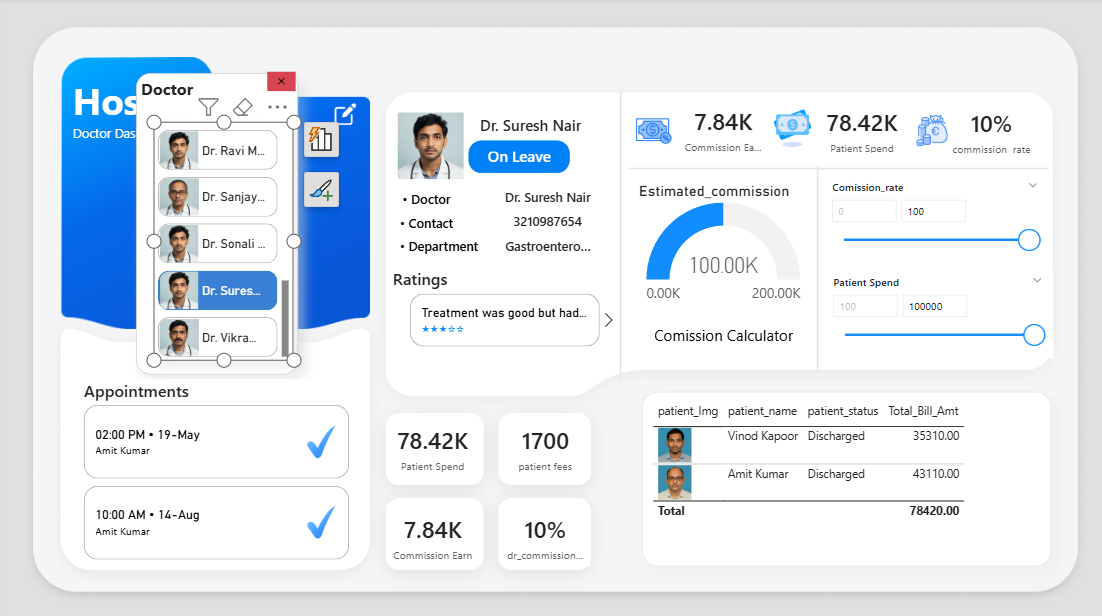 Hos
Doctor Das
Doctor
Dr. Ravi M...
Dr. Sanjay...
Dr. Sonali ...
Dr. Sures...
Dr. Vikra...
Appointments
02:00 PM • 19-May
Amit Kumar
10:00 AM • 14-Aug
Amit Kumar
Dr. Suresh Nair
On Leave
• Doctor Dr. Suresh Nair
• Contact 3210987654
• Department Gastroentero...
Ratings
Treatment was good but had...
★★★☆☆
7.84K
Commission Ea...
78.42K
Patient Spend
10%
commission rate
Estimated_commission
100.00K
0.00K 200.00K
Comission Calculator
Comission_rate
0 100
Patient Spend
100 100000
78.42K
Patient Spend
1700
patient fees
7.84K
Commission Earn
10%
dr_commission...
patient_Img patient_name patient_status Total_Bill_Amt
Vinod Kapoor Discharged 35310.00
Amit Kumar Discharged 43110.00
Total 78420.00